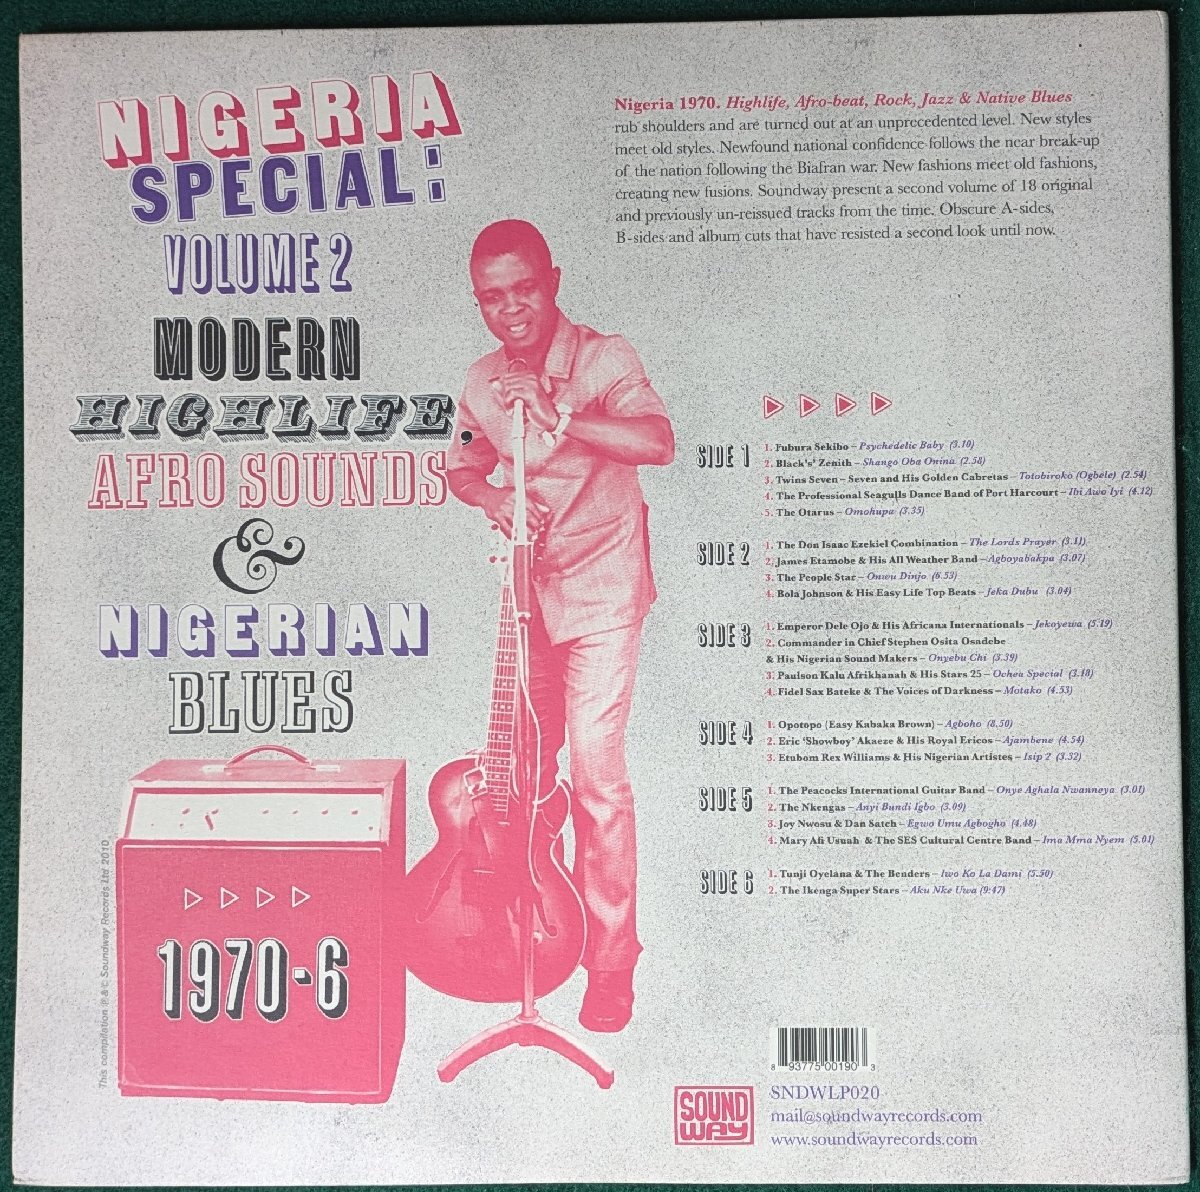 NIGERIA
SPECIAL:
VOLUME 2
MODERN
HIGHLIFE,
AFRO SOUNDS
&
NIGERIAN
BLUES
1970-6
This compilation ℗ & © Soundway Records Ltd 2010
Nigeria 1970. Highlife, Afro-beat, Rock, Jazz & Native Blues
rub shoulders and are turned out at an unprecedented level. New styles
meet old styles. Newfound national confidence follows the near break-up
of the nation following the Biafran war. New fashions meet old fashions,
creating new fusions. Soundway present a second volume of 18 original
and previously un-reissued tracks from the time. Obscure A-sides,
B-sides and album cuts that have resisted a second look until now.
SIDE 1
1. Fubura Sekibo – Psychedelic Baby (3.10)
2. Black's' Zenith – Shango Oba Onina (2.58)
3. Twins Seven – Seven and His Golden Cabretas – Totobiroko (Ogbele) (2.54)
4. The Professional Seagulls Dance Band of Port Harcourt – Ibi Awo Iyi (4.12)
5. The Otarus – Omohupa (3.35)
SIDE 2
1. The Don Isaac Ezekiel Combination – The Lords Prayer (3.11)
2. James Etamobe & His All Weather Band – Agboyabakpa (3.07)
3. The People Star – Onwu Dinjo (6.53)
4. Bola Johnson & His Easy Life Top Beats – Jeka Dubu (3.04)
SIDE 3
1. Emperor Dele Ojo & His Africana Internationals – Jekoyewa (5.19)
2. Commander in Chief Stephen Osita Osadebe
& His Nigerian Sound Makers – Onyebu Chi (3.39)
3. Paulson Kalu Afrikhanah & His Stars 25 – Ochea Special (3.18)
4. Fidel Sax Bateke & The Voices of Darkness – Motako (4.53)
SIDE 4
1. Opotopo (Easy Kabaka Brown) – Agboho (8.50)
2. Eric 'Showboy' Akaeze & His Royal Ericos – Ajambene (4.54)
3. Etubom Rex Williams & His Nigerian Artistes – Isip 2 (3.32)
SIDE 5
1. The Peacocks International Guitar Band – Onye Aghala Nwanneya (3.01)
2. The Nkengas – Anyi Bundi Igbo (3.09)
3. Joy Nwosu & Dan Satch – Egwu Umu Agbogho (4.48)
4. Mary Afi Usuah & The SES Cultural Centre Band – Ima Mma Nyem (5.01)
SIDE 6
1. Tunji Oyelana & The Benders – Iwo Ko La Dami (5.50)
2. The Ikenga Super Stars – Aku Nke Uwa (9:47)
8 93775 00190 3
SOUND
WAY
SNDWLP020
mail@soundwayrecords.com
www.soundwayrecords.com